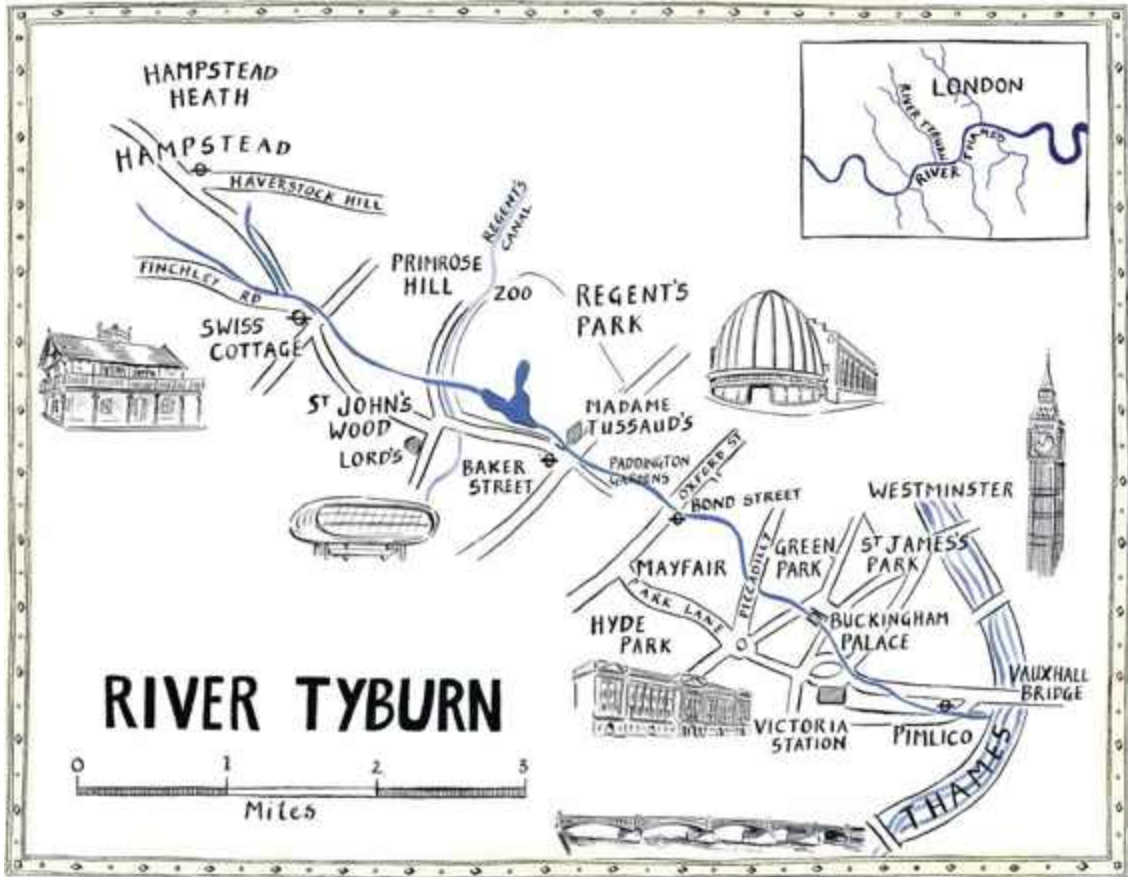 HAMPSTEAD
HEATH
HAMPSTEAD
HAVERSTOCK HILL
FINCHLEY RD
SWISS
COTTAGE
PRIMROSE
HILL
REGENT'S
CANAL
ZOO
REGENT'S
PARK
LONDON
RIVER TYBURN
RIVER THAMES
ST JOHN'S
WOOD
LORD'S
BAKER
STREET
MADAME
TUSSAUD'S
PADDINGTON
GARDENS
OXFORD ST
BOND STREET
MAYFAIR
PARK LANE
PICCADILLY
HYDE
PARK
GREEN
PARK
ST JAMES'S
PARK
WESTMINSTER
BUCKINGHAM
PALACE
VAUXHALL
BRIDGE
VICTORIA
STATION
PIMLICO
THAMES
RIVER TYBURN
0 1 2 3
Miles